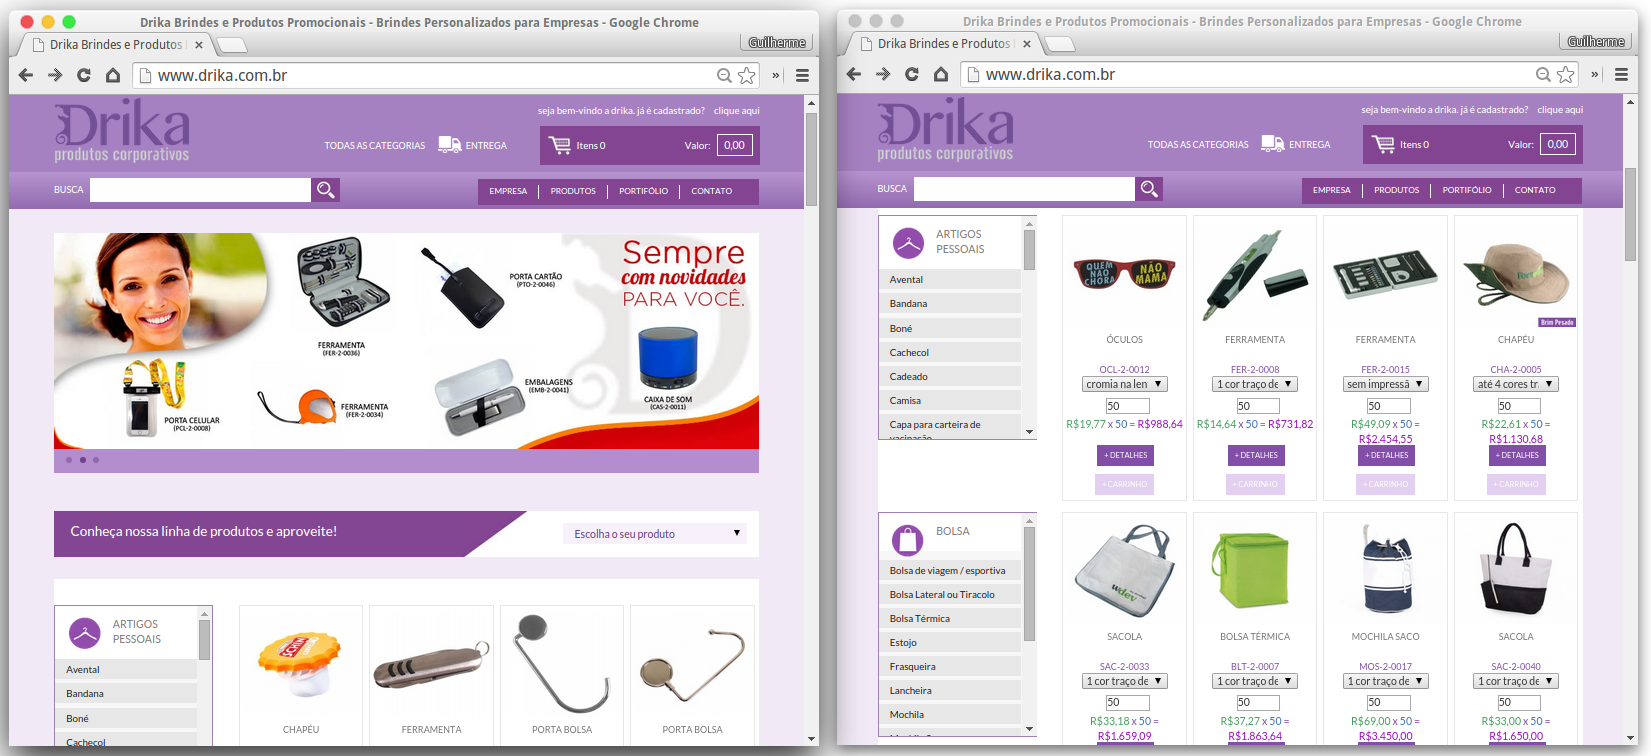 Drika Brindes e Produtos Promocionais - Brindes Personalizados para Empresas - Google Chrome
Drika Brindes e Produtos
Guilherme
www.drika.com.br
Drika
produtos corporativos
seja bem-vindo a drika. já é cadastrado? clique aqui
TODAS AS CATEGORIAS
ENTREGA
Itens 0
Valor: 0,00
BUSCA
EMPRESA
PRODUTOS
PORTIFÓLIO
CONTATO
Sempre
com novidades
PARA VOCÊ.
PORTA CARTÃO
(PTO-2-0046)
FERRAMENTA
(FER-2-0036)
EMBALAGENS
(EMB-2-0041)
PORTA CELULAR
(PCL-2-0008)
FERRAMENTA
(FER-2-0034)
CAIXA DE SOM
(CAS-2-0011)
Conheça nossa linha de produtos e aproveite!
Escolha o seu produto
ARTIGOS
PESSOAIS
Avental
Bandana
Boné
Cachecol
CHAPÉU
FERRAMENTA
PORTA BOLSA
PORTA BOLSA
Drika Brindes e Produtos Promocionais - Brindes Personalizados para Empresas - Google Chrome
Drika Brindes e Produtos
Guilherme
www.drika.com.br
Drika
produtos corporativos
seja bem-vindo a drika. já é cadastrado? clique aqui
TODAS AS CATEGORIAS
ENTREGA
Itens 0
Valor: 0,00
BUSCA
EMPRESA
PRODUTOS
PORTIFÓLIO
CONTATO
ARTIGOS
PESSOAIS
Avental
Bandana
Boné
Cachecol
Cadeado
Camisa
Capa para carteira de
vacinação
QUEM NÃO CHORA NÃO MAMA
ÓCULOS
OCL-2-0012
cromia na len
50
R$19,77 x 50 = R$988,64
+ DETALHES
+ CARRINHO
FERRAMENTA
FER-2-0008
1 cor traço de
50
R$14,64 x 50 = R$731,82
+ DETALHES
+ CARRINHO
FERRAMENTA
FER-2-0015
sem impressã
50
R$49,09 x 50 =
R$2.454,55
+ DETALHES
+ CARRINHO
Brim Pesado
CHAPÉU
CHA-2-0005
até 4 cores tr
50
R$22,61 x 50 =
R$1.130,68
+ DETALHES
+ CARRINHO
BOLSA
Bolsa de viagem / esportiva
Bolsa Lateral ou Tiracolo
Bolsa Térmica
Estojo
Frasqueira
Lancheira
Mochila
wdev
SACOLA
SAC-2-0033
1 cor traço de
50
R$33,18 x 50 =
R$1.659,09
BOLSA TÉRMICA
BLT-2-0007
1 cor traço de
50
R$37,27 x 50 =
R$1.863,64
MOCHILA SACO
MOS-2-0017
1 cor traço de
50
R$69,00 x 50 =
R$3.450,00
SACOLA
SAC-2-0040
1 cor traço de
50
R$33,00 x 50 =
R$1.650,00